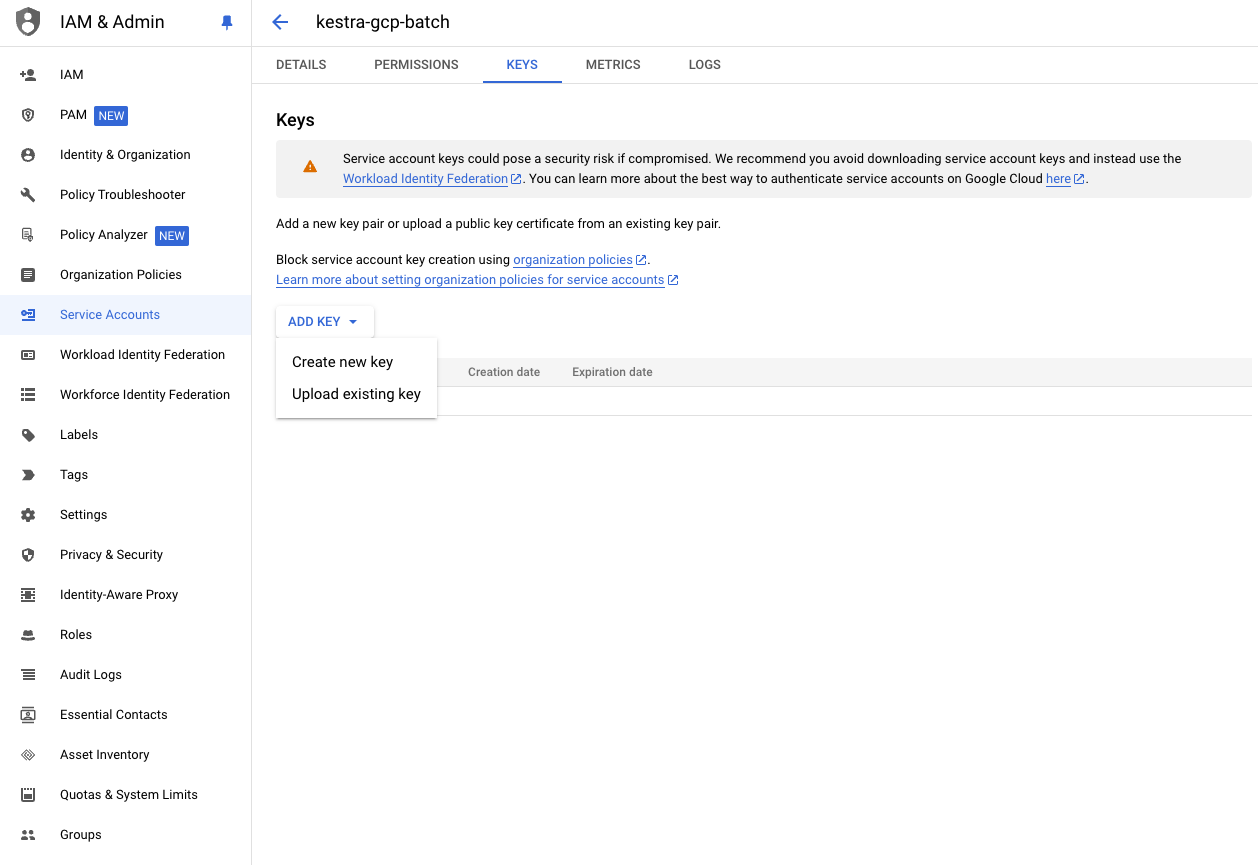 IAM & Admin
kestra-gcp-batch
IAM
PAM NEW
Identity & Organization
Policy Troubleshooter
Policy Analyzer NEW
Organization Policies
Service Accounts
Workload Identity Federation
Workforce Identity Federation
Labels
Tags
Settings
Privacy & Security
Identity-Aware Proxy
Roles
Audit Logs
Essential Contacts
Asset Inventory
Quotas & System Limits
Groups
DETAILS PERMISSIONS KEYS METRICS LOGS
Keys
Service account keys could pose a security risk if compromised. We recommend you avoid downloading service account keys and instead use the
Workload Identity Federation. You can learn more about the best way to authenticate service accounts on Google Cloud here.
Add a new key pair or upload a public key certificate from an existing key pair.
Block service account key creation using organization policies.
Learn more about setting organization policies for service accounts
ADD KEY
Create new key
Upload existing key
Creation date Expiration date